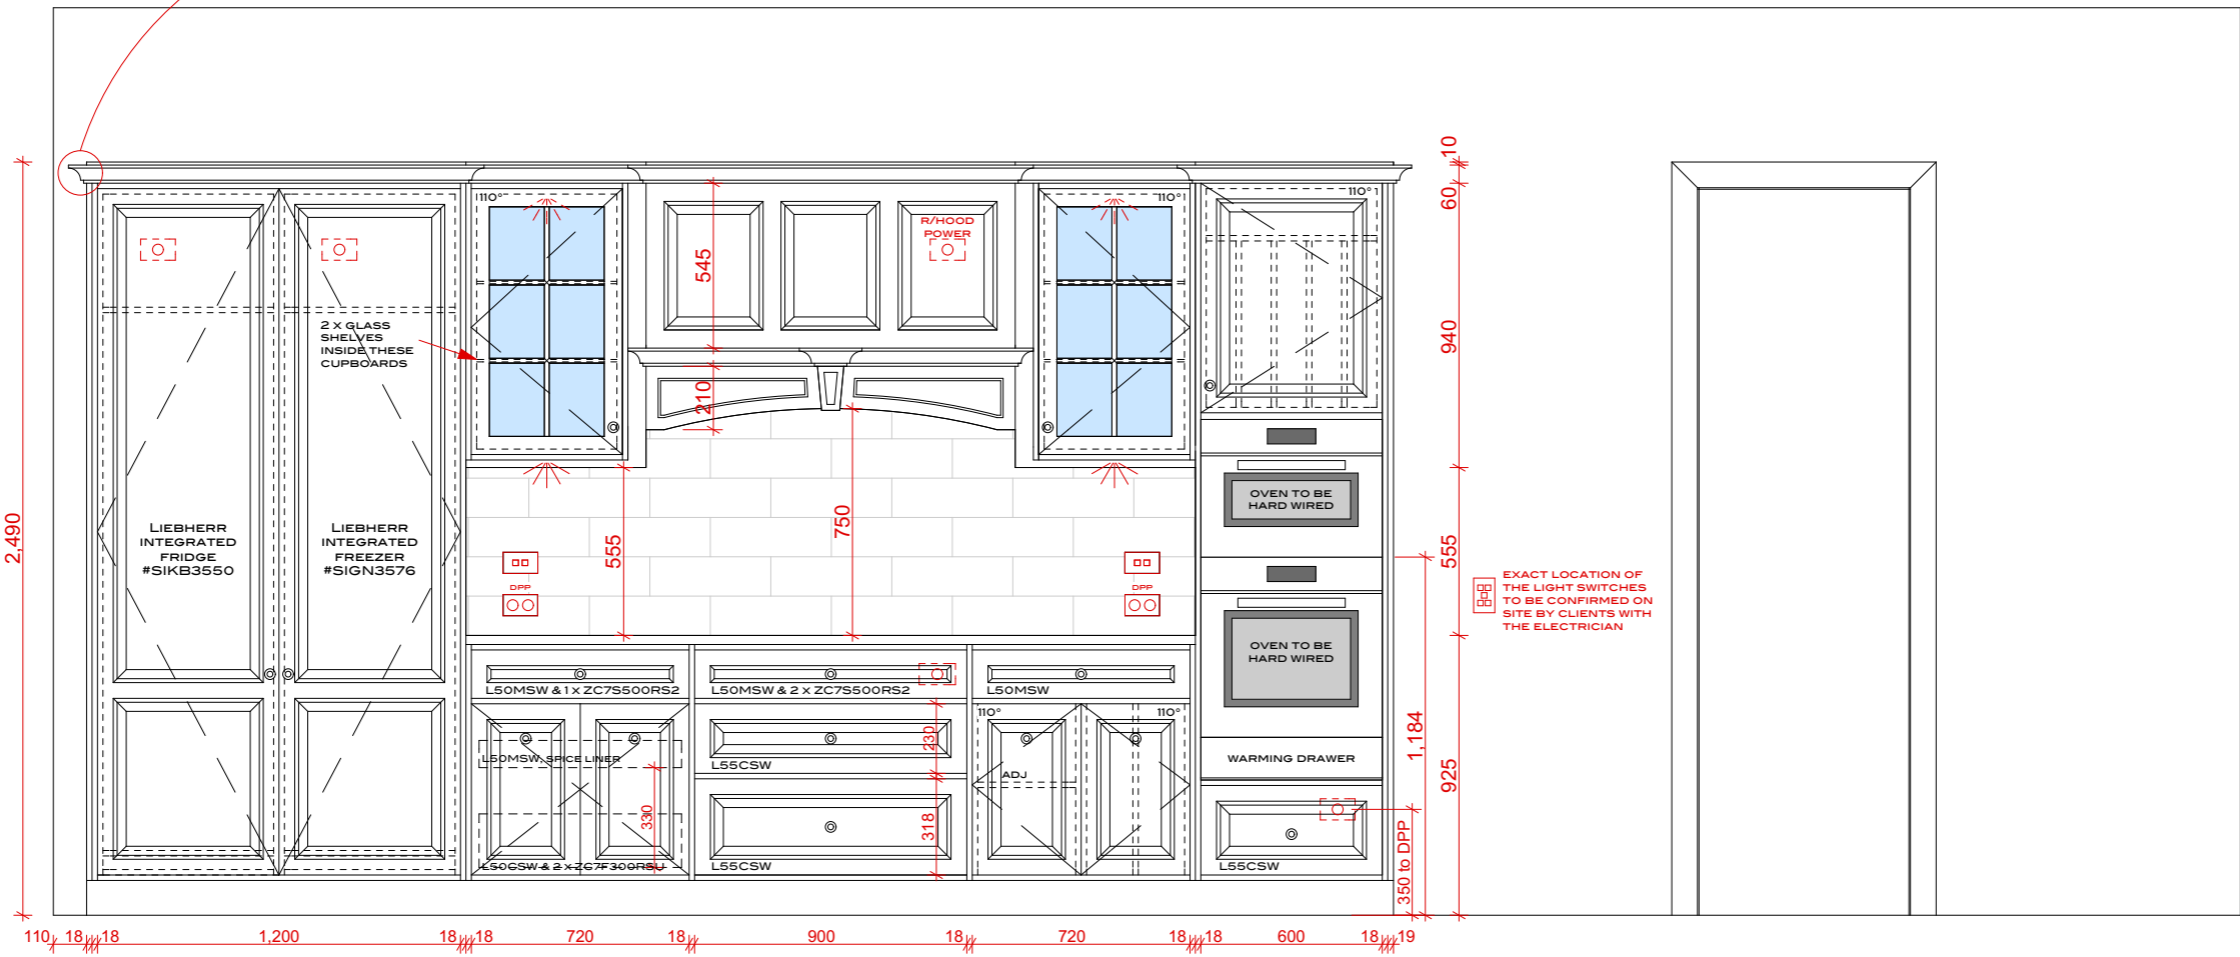 10
60
110°
110°
110°
R/HOOD
POWER
545
2 X GLASS
SHELVES
INSIDE THESE
CUPBOARDS
940
210
2,490
OVEN TO BE
HARD WIRED
LIEBHERR
INTEGRATED
FRIDGE
#SIKB3550
LIEBHERR
INTEGRATED
FREEZER
#SIGN3576
555
750
555
DPP
DPP
EXACT LOCATION OF
THE LIGHT SWITCHES
TO BE CONFIRMED ON
SITE BY CLIENTS WITH
THE ELECTRICIAN
OVEN TO BE
HARD WIRED
L50MSW & 1 X ZC7S500RS2
L50MSW & 2 X ZC7S500RS2
L50MSW
110°
110°
230
1,184
L50MSW, SPICE LINER
L55CSW
ADJ
WARMING DRAWER
925
330
318
350 to DPP
L50CSW & 2 X ZC7F300RSU
L55CSW
L55CSW
110 18 18 1,200 18 18 720 18 900 18 720 18 18 600 18 19